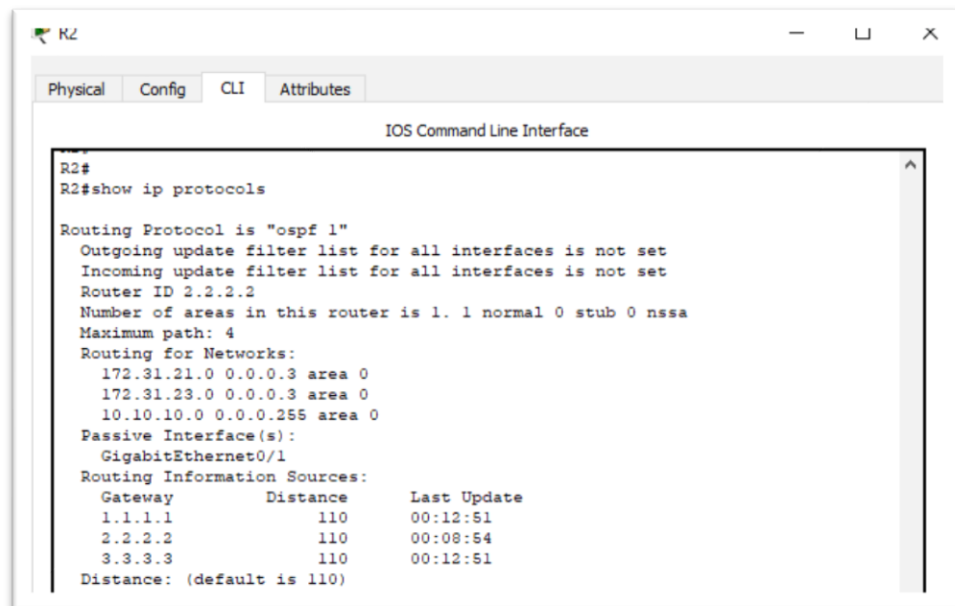 R2
Physical Config CLI Attributes
IOS Command Line Interface
R2#
R2#show ip protocols
Routing Protocol is "ospf 1"
Outgoing update filter list for all interfaces is not set
Incoming update filter list for all interfaces is not set
Router ID 2.2.2.2
Number of areas in this router is 1. 1 normal 0 stub 0 nssa
Maximum path: 4
Routing for Networks:
172.31.21.0 0.0.0.3 area 0
172.31.23.0 0.0.0.3 area 0
10.10.10.0 0.0.0.255 area 0
Passive Interface(s):
GigabitEthernet0/1
Routing Information Sources:
Gateway Distance Last Update
1.1.1.1 110 00:12:51
2.2.2.2 110 00:08:54
3.3.3.3 110 00:12:51
Distance: (default is 110)